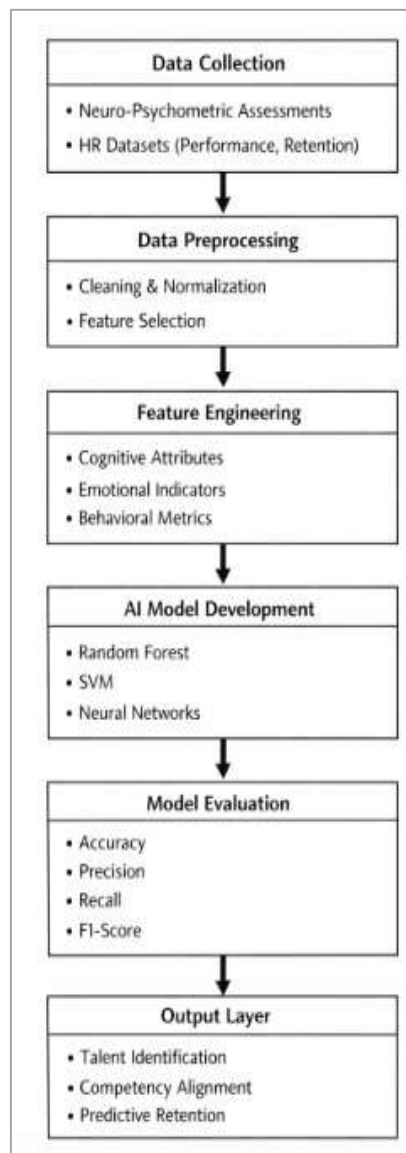 Data Collection
• Neuro-Psychometric Assessments
• HR Datasets (Performance, Retention)
Data Preprocessing
• Cleaning & Normalization
• Feature Selection
Feature Engineering
• Cognitive Attributes
• Emotional Indicators
• Behavioral Metrics
AI Model Development
• Random Forest
• SVM
• Neural Networks
Model Evaluation
• Accuracy
• Precision
• Recall
• F1-Score
Output Layer
• Talent Identification
• Competency Alignment
• Predictive Retention